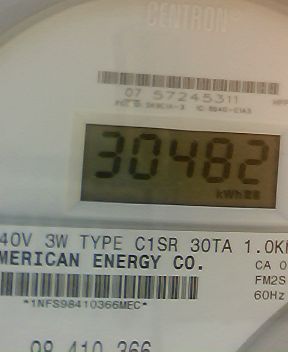 CENTRON®
07 57245311
30482
kWh
40V 3W TYPE C1SR 30TA 1.0K
MERICAN ENERGY CO.
CA 0
FM2S
60Hz
*1NFS98410366MEC*
98 410 366